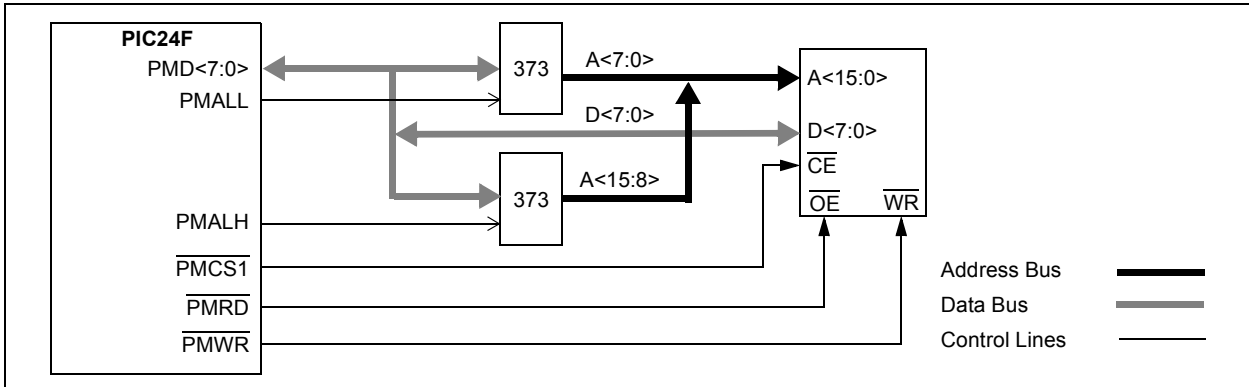 PIC24F
PMD<7:0>
PMALL
PMALH
PMCS1
PMRD
PMWR
373
A<7:0>
D<7:0>
373
A<15:8>
A<15:0>
D<7:0>
CE
OE
WR
Address Bus
Data Bus
Control Lines